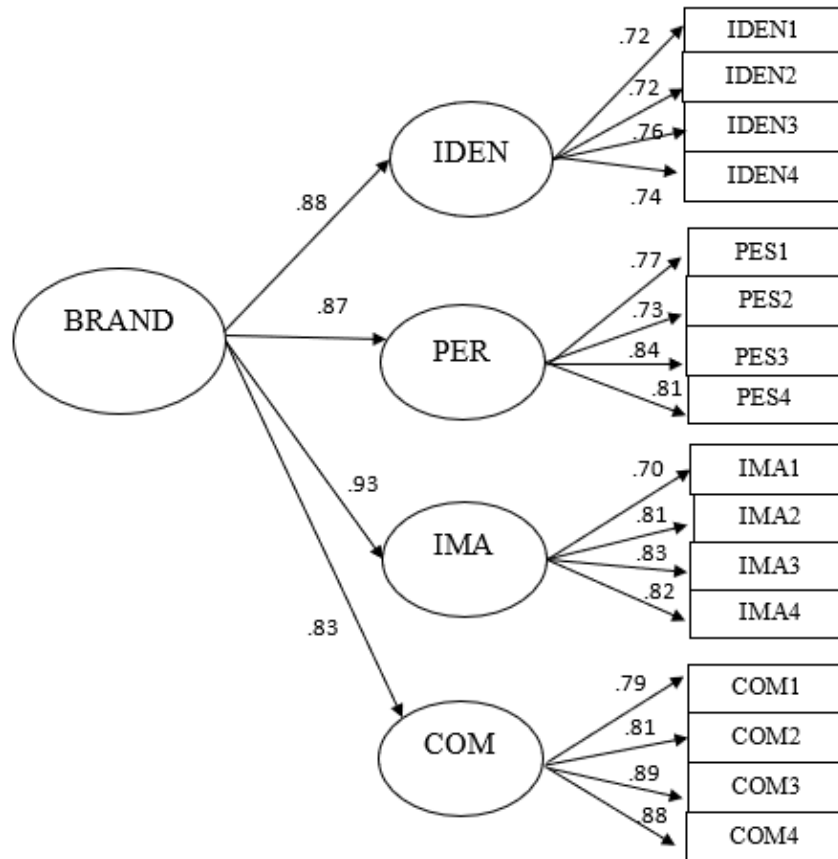 BRAND
.88
.87
.93
.83
IDEN
.72
.72
.76
.74
IDEN1
IDEN2
IDEN3
IDEN4
PER
.77
.73
.84
.81
PES1
PES2
PES3
PES4
IMA
.70
.81
.83
.82
IMA1
IMA2
IMA3
IMA4
COM
.79
.81
.89
.88
COM1
COM2
COM3
COM4